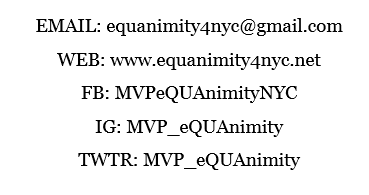 EMAIL: equanimity4nyc@gmail.com
WEB: www.equanimity4nyc.net
FB: MVPeQUAnimityNYC
IG: MVP_eQUAnimity
TWTR: MVP_eQUAnimity